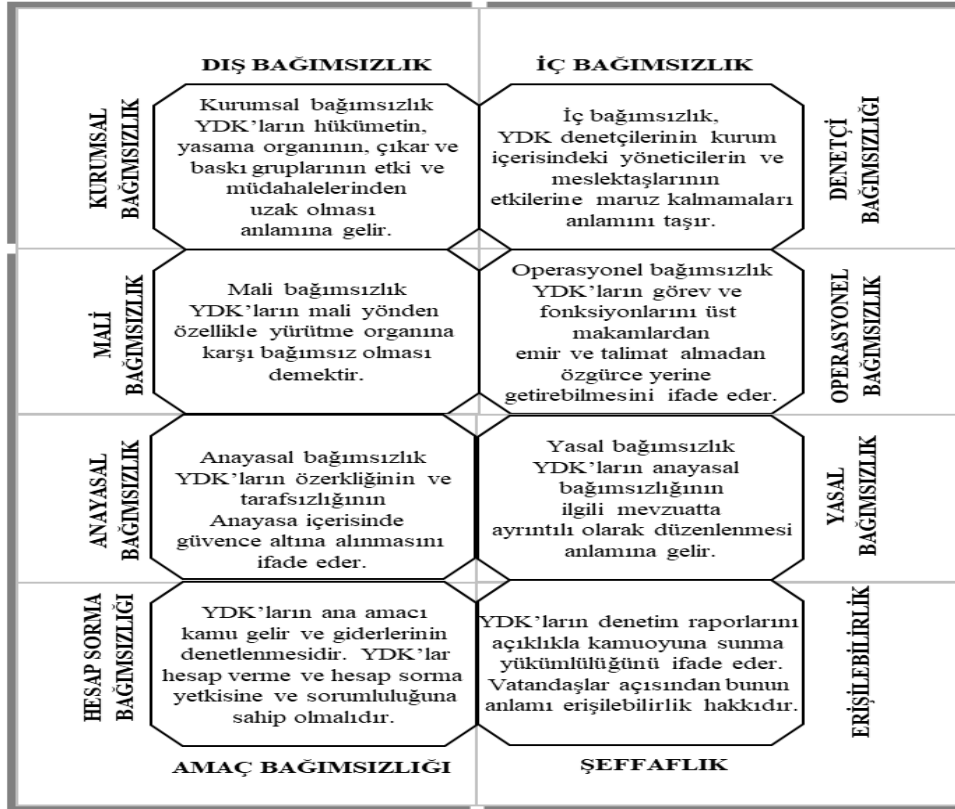 DIŞ BAĞIMSIZLIK
İÇ BAĞIMSIZLIK
KURUMSAL
BAĞIMSIZLIK
Kurumsal bağımsızlık
YDK’ların hükümetin,
yasama organının, çıkar ve
baskı gruplarının etki ve
müdahalelerinden
uzak olması
anlamına gelir.
İç bağımsızlık,
YDK denetçilerinin kurum
içerisindeki yöneticilerin ve
meslektaşlarının
etkilerine maruz kalmamaları
anlamını taşır.
DENETÇİ
BAĞIMSIZLIĞI
MALİ
BAĞIMSIZLIK
Mali bağımsızlık
YDK’ların mali yönden
özellikle yürütme organına
karşı bağımsız olması
demektir.
Operasyonel bağımsızlık
YDK’ların görev ve
fonksiyonlarını üst
makamlardan
emir ve talimat almadan
özgürce yerine
getirebilmesini ifade eder.
OPERASYONEL
BAĞIMSIZLIK
ANAYASAL
BAĞIMSIZLIK
Anayasal bağımsızlık
YDK’ların özerkliğinin ve
tarafsızlığının
Anayasa içerisinde
güvence altına alınmasını
ifade eder.
Yasal bağımsızlık
YDK’ların anayasal
bağımsızlığının
ilgili mevzuatta
ayrıntılı olarak düzenlenmesi
anlamına gelir.
YASAL
BAĞIMSIZLIK
HESAP SORMA
BAĞIMSIZLIĞI
YDK’ların ana amacı
kamu gelir ve giderlerinin
denetlenmesidir. YDK’lar
hesap verme ve hesap sorma
yetkisine ve sorumluluğuna
sahip olmalıdır.
YDK’ların denetim raporlarını
açıklıkla kamuoyuna sunma
yükümlülüğünü ifade eder.
Vatandaşlar açısından bunun
anlamı erişilebilirlik hakkıdır.
ERİŞİLEBİLİRLİK
AMAÇ BAĞIMSIZLIĞI
ŞEFFAFLIK